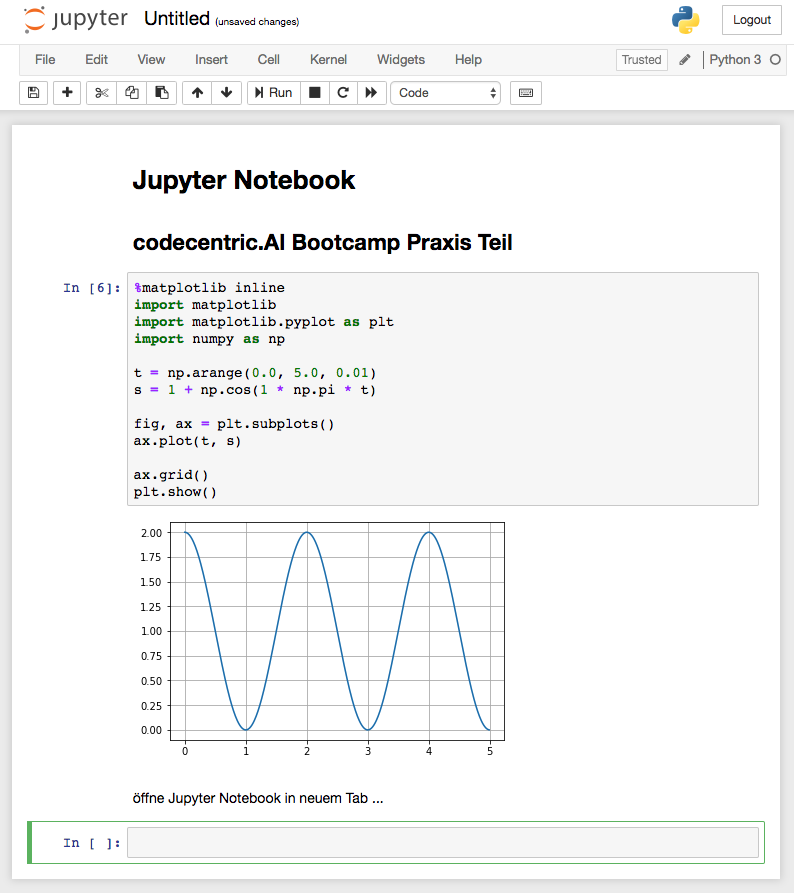 jupyter Untitled (unsaved changes) Logout
File Edit View Insert Cell Kernel Widgets Help Trusted Python 3
Run Code
Jupyter Notebook
codecentric.AI Bootcamp Praxis Teil
In [6]: %matplotlib inline
import matplotlib
import matplotlib.pyplot as plt
import numpy as np
t = np.arange(0.0, 5.0, 0.01)
s = 1 + np.cos(1 * np.pi * t)
fig, ax = plt.subplots()
ax.plot(t, s)
ax.grid()
plt.show()
2.00
1.75
1.50
1.25
1.00
0.75
0.50
0.25
0.00
0 1 2 3 4 5
öffne Jupyter Notebook in neuem Tab ...
In [ ]: